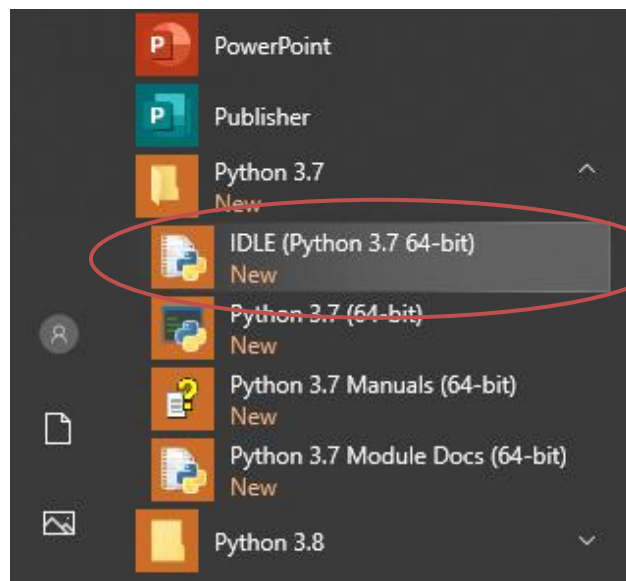 PowerPoint
Publisher
Python 3.7
New
IDLE (Python 3.7 64-bit)
New
Python 3.7 (64-bit)
New
Python 3.7 Manuals (64-bit)
New
Python 3.7 Module Docs (64-bit)
New
Python 3.8